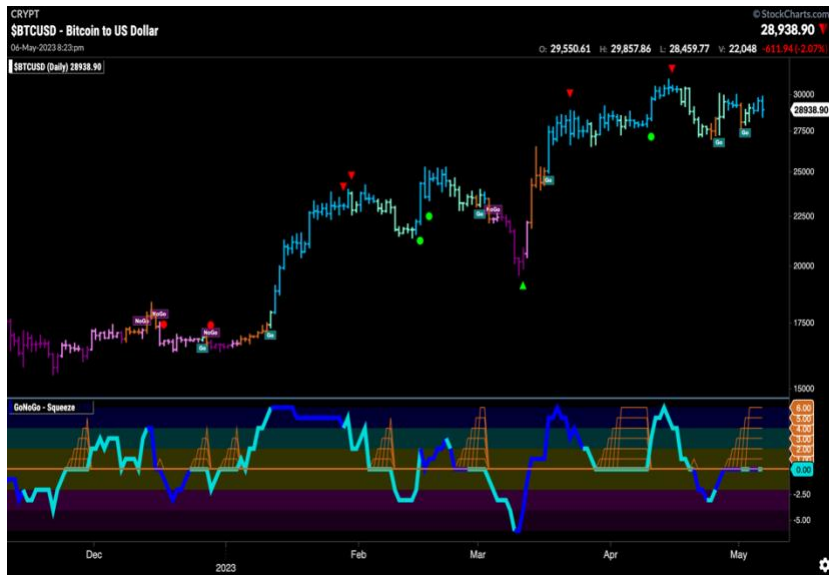 CRYPT
© StockCharts.com
$BTCUSD - Bitcoin to US Dollar
28,938.90
06-May-2023 8:23pm
O: 29,550.61 H: 29,857.86 L: 28,459.77 V: 22,048 -611.94 (-2.07%)
$BTCUSD (Daily) 28938.90
30000
28938.90
27500
Go
Go
25000
Go
22500
Go
NoGo
20000
NoGo
NoGo
17500
NoGo
Go
Go
15000
GoNoGo - Squeeze
6.00
5.00
4.00
3.00
2.00
1.00
0.00
-2.50
-5.00
Dec
Feb
Mar
Apr
May
2023